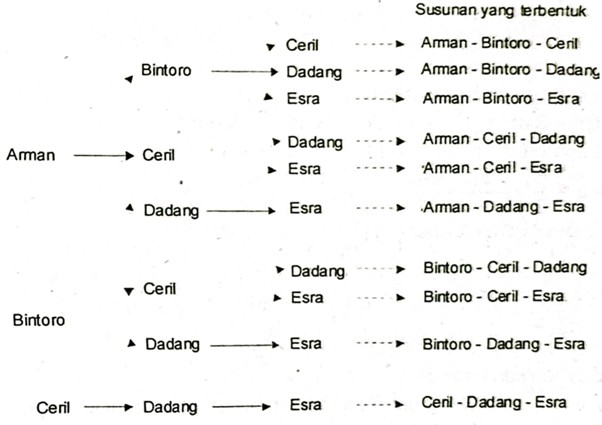 Susunan yang terbentuk
Ceril Arman - Bintoro - Ceril
Bintoro Dadang Arman - Bintoro - Dadang
Esra Arman - Bintoro - Esra
Dadang Arman - Ceril - Dadang
Arman Ceril
Esra Arman - Ceril - Esra
Dadang Esra Arman - Dadang - Esra
Dadang Bintoro - Ceril - Dadang
Ceril
Esra Bintoro - Ceril - Esra
Bintoro
Dadang Esra Bintoro - Dadang - Esra
Ceril Dadang Esra Ceril - Dadang - Esra